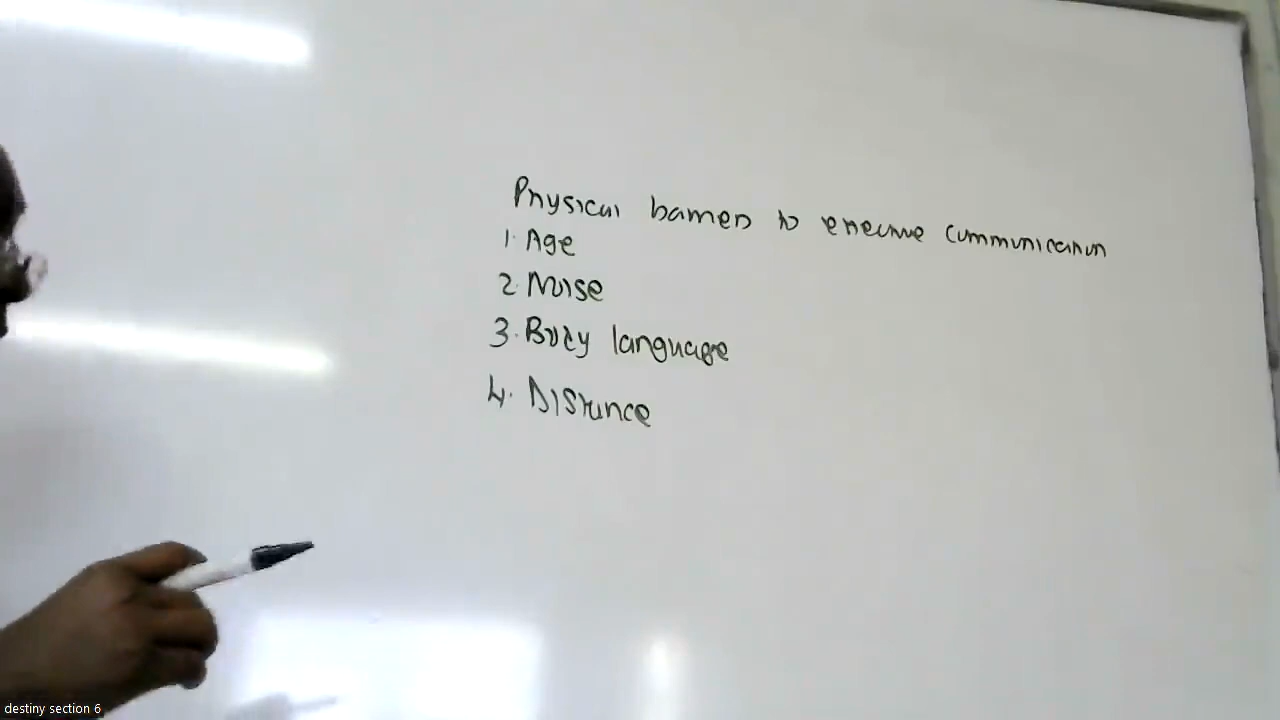 Physical barriers to effective communication
1. Age
2. Noise
3. Body language
4. Distance
destiny section 6